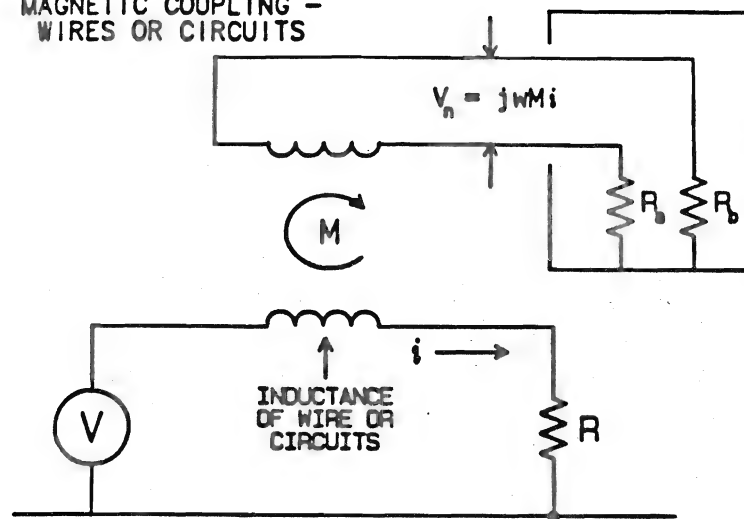 MAGNETIC COUPLING –
WIRES OR CIRCUITS
Vn = jwMi
Ra
Rb
M
i
INDUCTANCE
OF WIRE OR
CIRCUITS
V
R